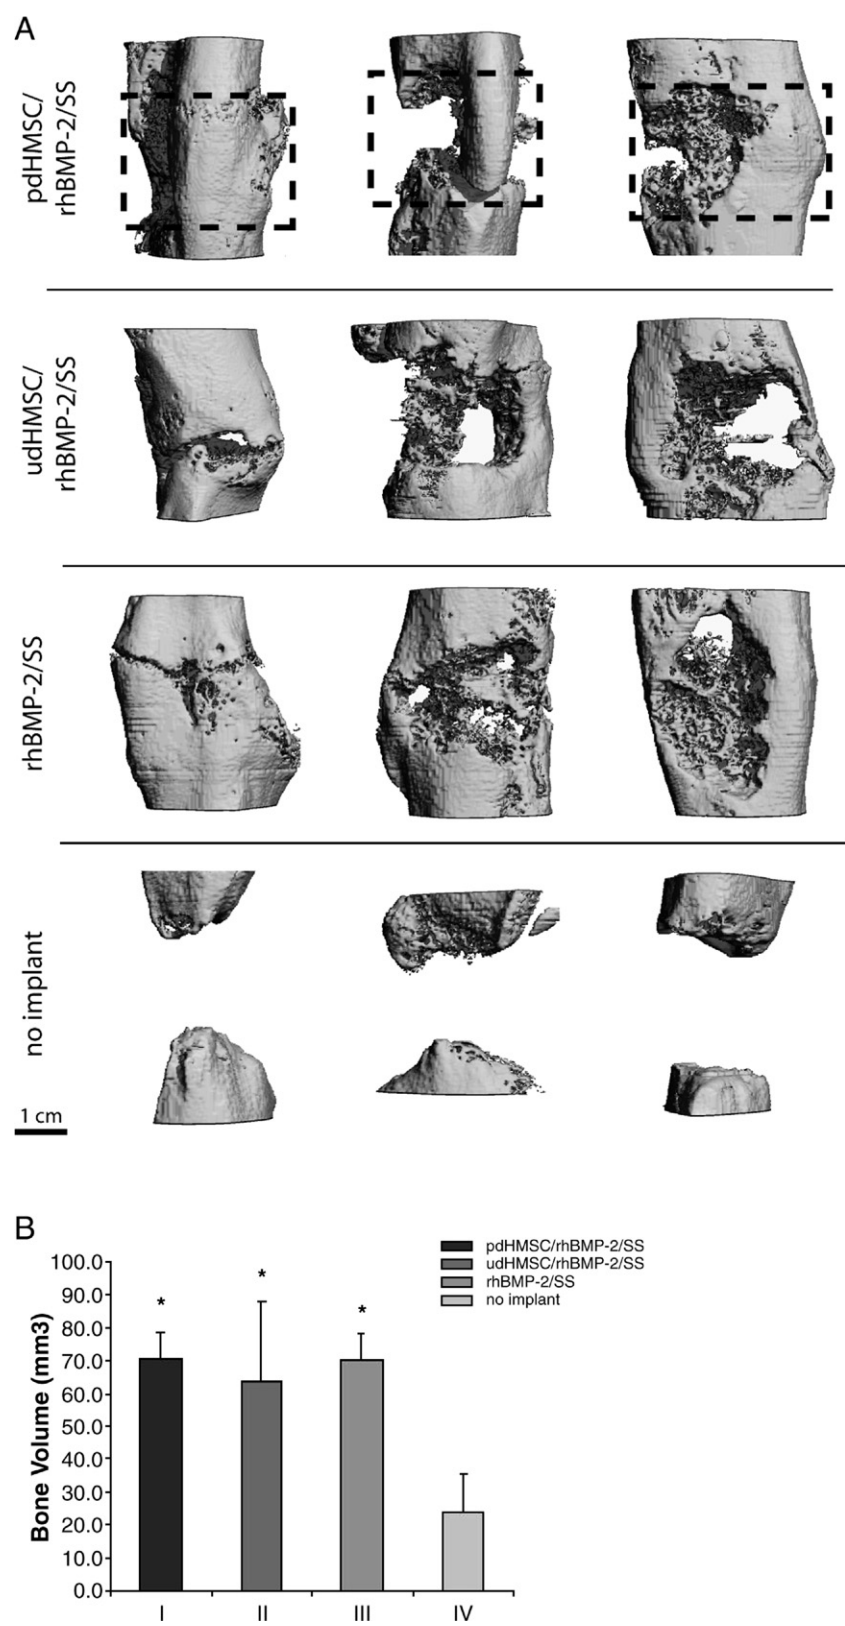 A
pdHMSC/
rhBMP-2/SS
udHMSC/
rhBMP-2/SS
rhBMP-2/SS
no implant
1 cm
B
pdHMSC/rhBMP-2/SS
udHMSC/rhBMP-2/SS
rhBMP-2/SS
no implant
Bone Volume (mm3)
100.0
90.0
80.0
70.0
60.0
50.0
40.0
30.0
20.0
10.0
0.0
* * *
I II III IV